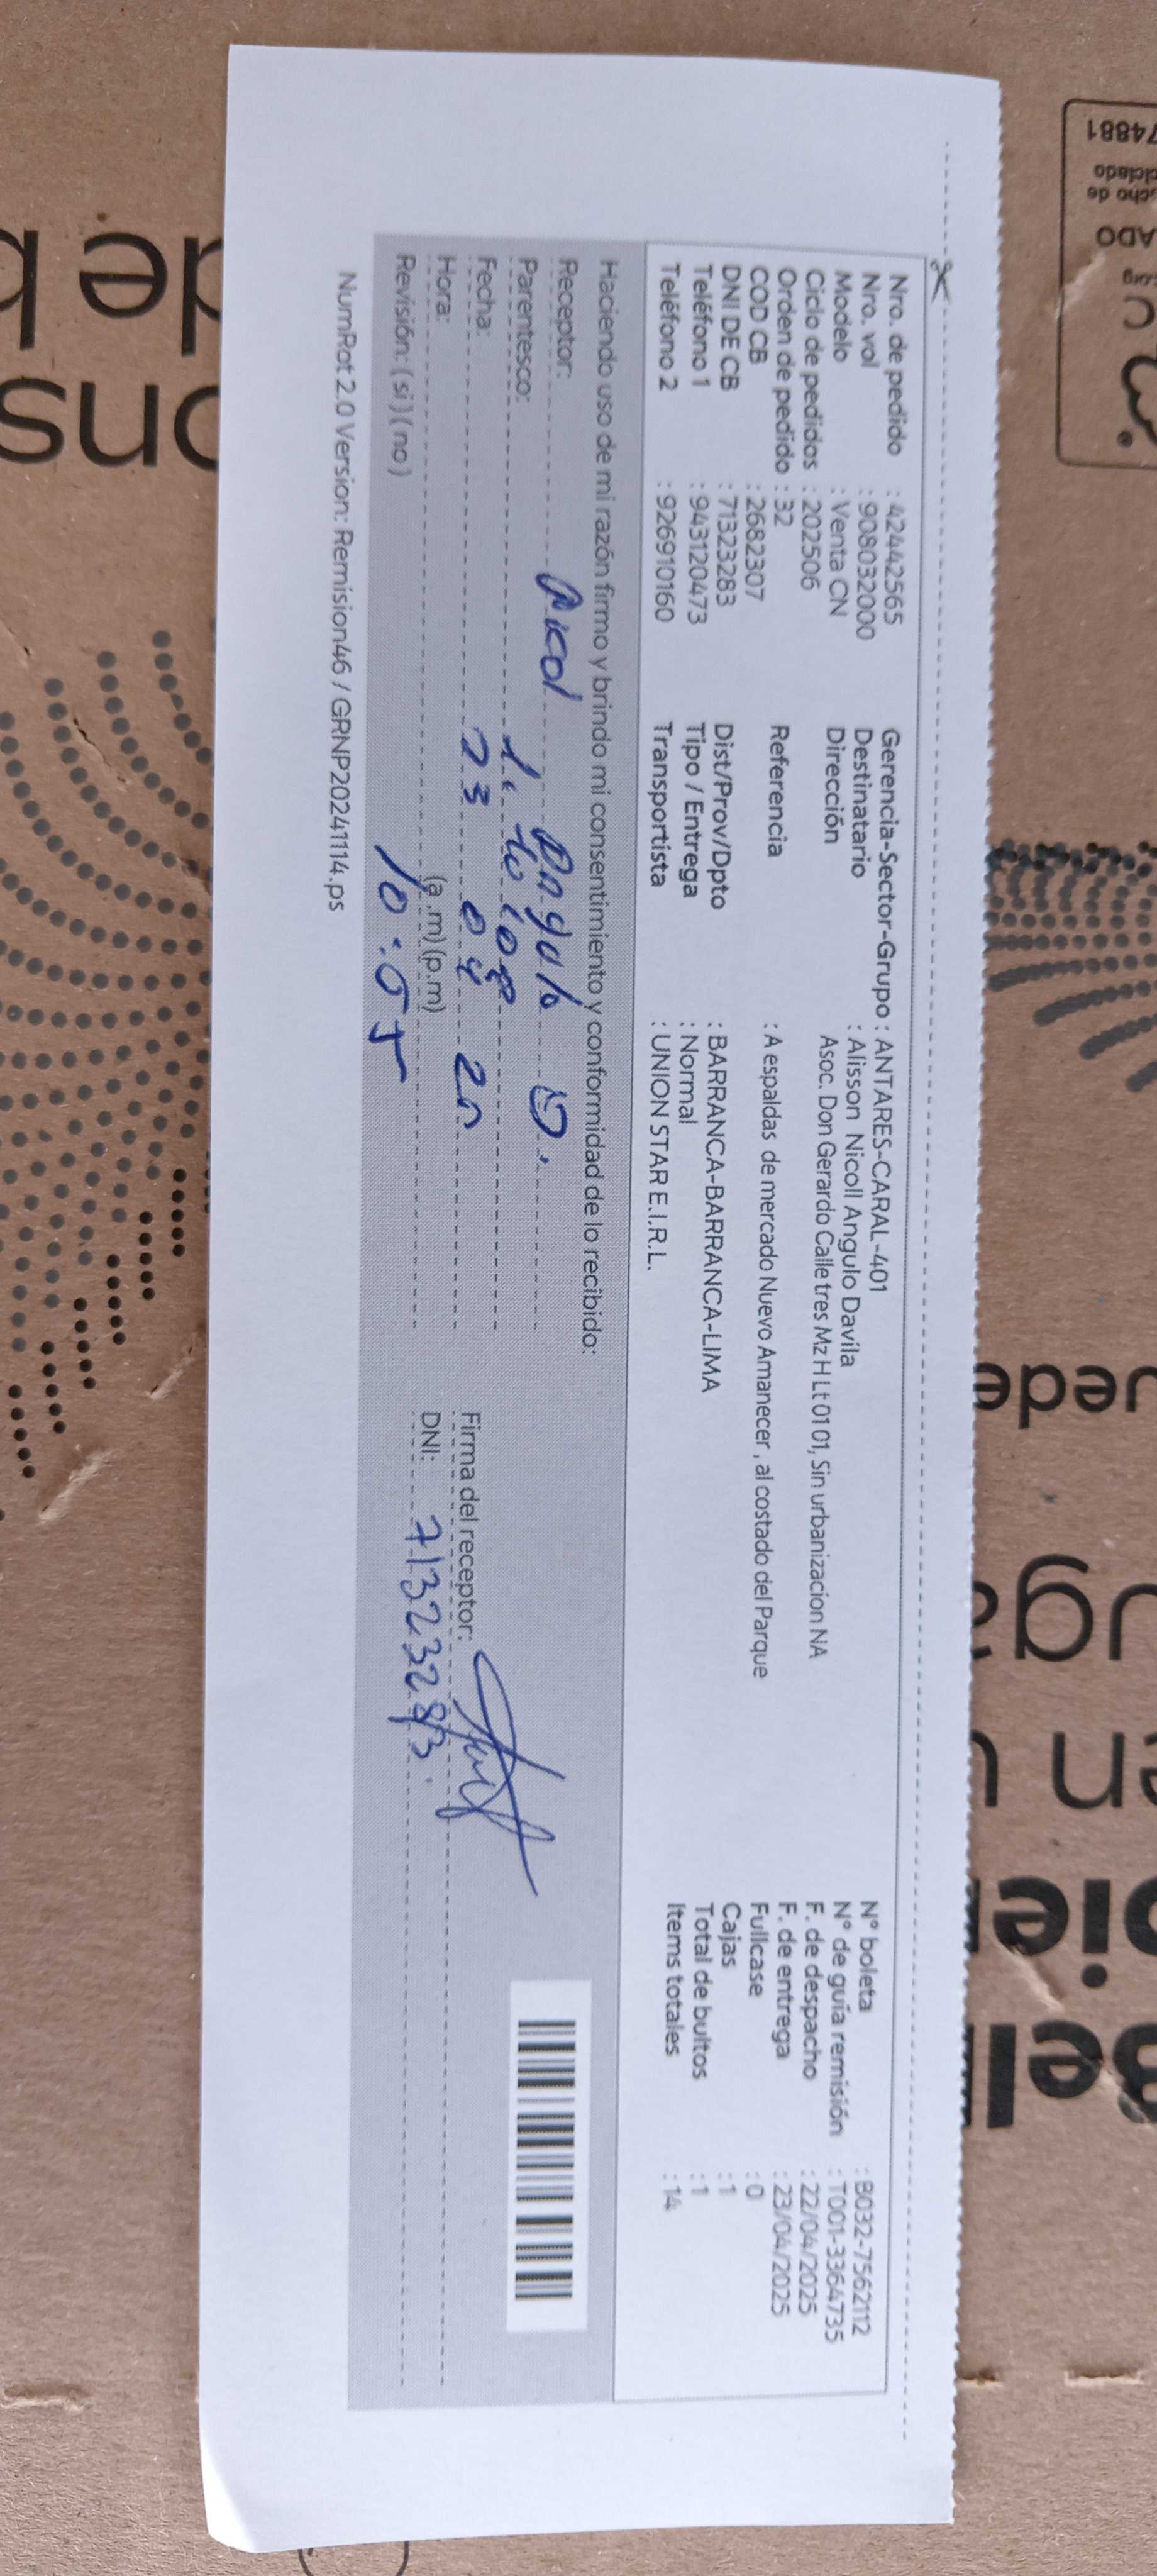 Nro. de pedido : 42442565 Gerencia-Sector-Grupo : ANTARES-CARAL-401 N° boleta : B032-7562112
Nro. vol : 908032000 Destinatario : Alisson Nicoll Angulo Davila N° de guía remisión : T001-3364735
Modelo : Venta CN Dirección Asoc. Don Gerardo Calle tres Mz H Lt 01 01, Sin urbanizacion NA F. de despacho : 22/04/2025
Ciclo de pedidos : 202506 F. de entrega : 23/04/2025
Orden de pedido : 32 Referencia : A espaldas de mercado Nuevo Amanecer , al costado del Parque Fullcase : 0
COD CB : 2682307 Cajas : 1
DNI DE CB : 71323283 Dist/Prov/Dpto : BARRANCA-BARRANCA-LIMA Total de bultos : 1
Teléfono 1 : 943120473 Tipo / Entrega : Normal Items totales : 14
Teléfono 2 : 926910160 Transportista : UNION STAR E.I.R.L.
Haciendo uso de mi razón firmo y brindo mi consentimiento y conformidad de lo recibido:
Receptor: Angulo D.
Parentesco:
Fecha: 23 04
Hora: (a .m) (p.m) 10:05
Revisión: ( si ) ( no )
Firma del receptor:
DNI: 71323283
NumRot 2.0 Version: Remision46 / GRNP20241114.ps
74881
ADO
de b
ons